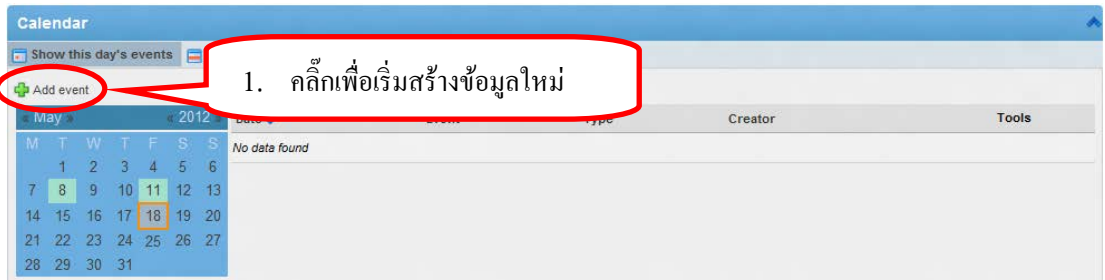 Calendar
Show this day's events
1. คลิ๊กเพื่อเริ่มสร้างข้อมูลใหม่
Add event
« May » « 2012 »
Date Event Type Creator Tools
M T W T F S S
No data found
1 2 3 4 5 6
7 8 9 10 11 12 13
14 15 16 17 18 19 20
21 22 23 24 25 26 27
28 29 30 31